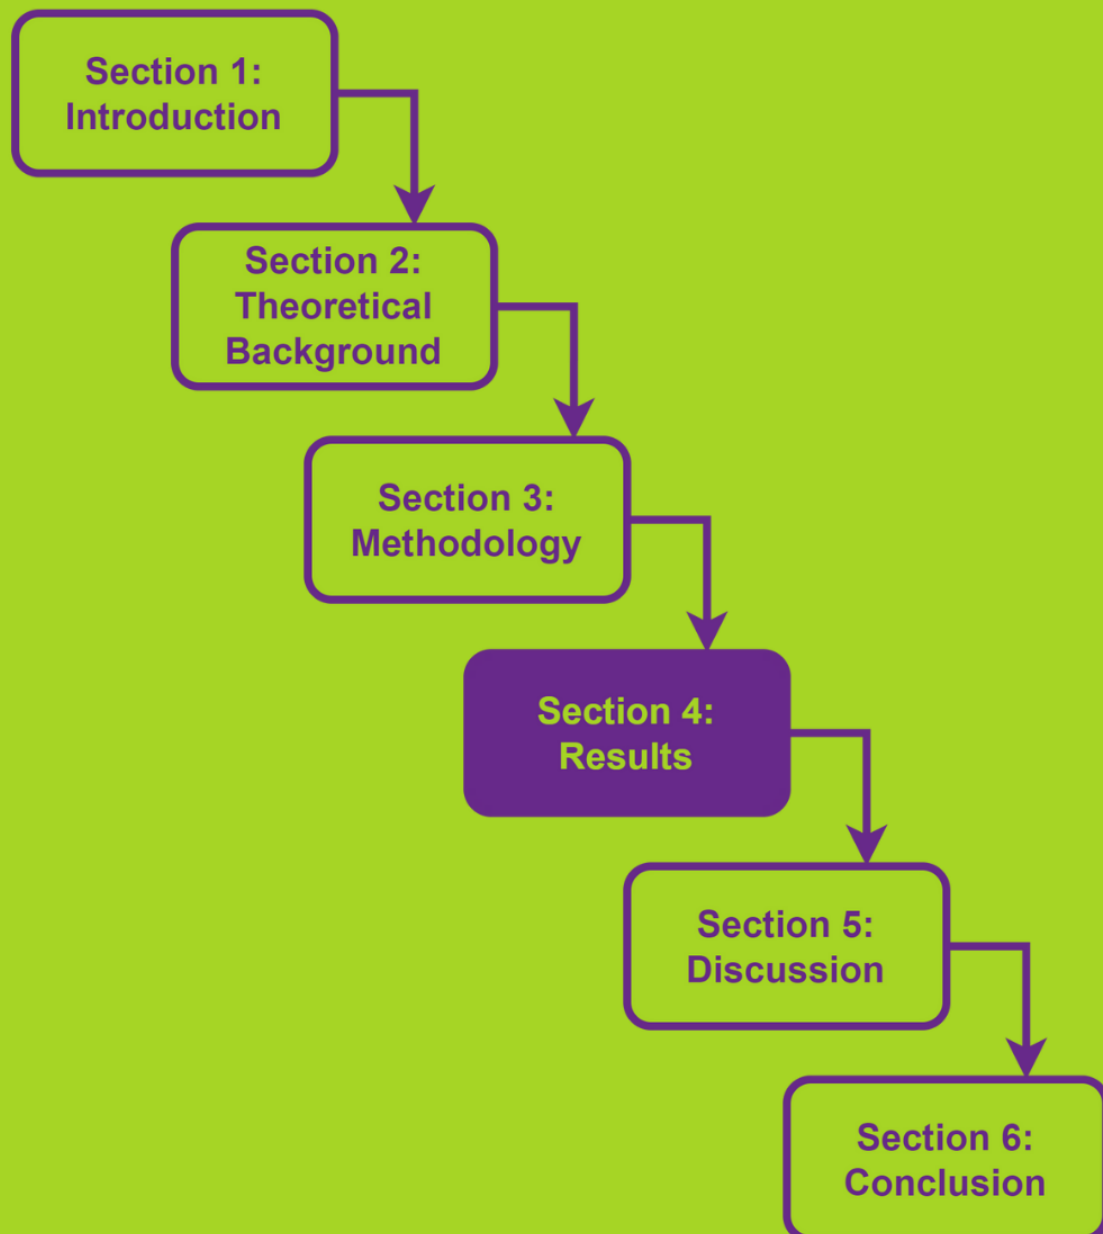 Section 1:
Introduction
Section 2:
Theoretical
Background
Section 3:
Methodology
Section 4:
Results
Section 5:
Discussion
Section 6:
Conclusion